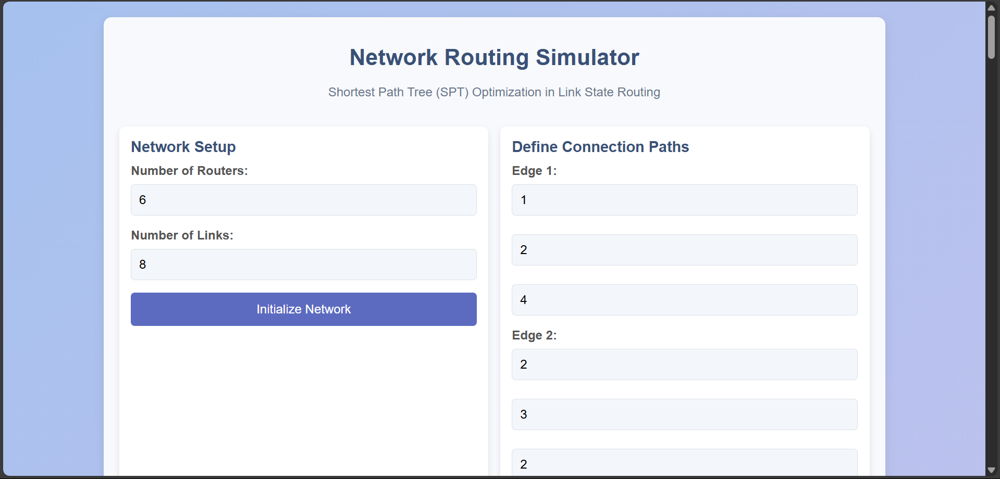 Network Routing Simulator
Shortest Path Tree (SPT) Optimization in Link State Routing
Network Setup
Number of Routers:
6
Number of Links:
8
Initialize Network
Define Connection Paths
Edge 1:
1
2
4
Edge 2:
2
3
2